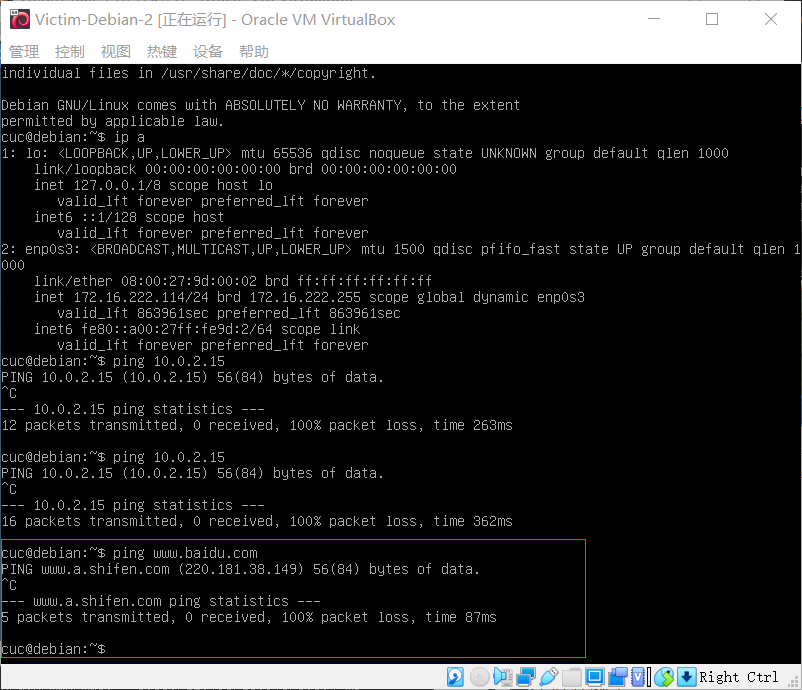 Victim-Debian-2 [正在运行] - Oracle VM VirtualBox
管理 控制 视图 热键 设备 帮助
individual files in /usr/share/doc/*/copyright.
Debian GNU/Linux comes with ABSOLUTELY NO WARRANTY, to the extent
permitted by applicable law.
cuc@debian:~$ ip a
1: lo: <LOOPBACK,UP,LOWER_UP> mtu 65536 qdisc noqueue state UNKNOWN group default qlen 1000
link/loopback 00:00:00:00:00:00 brd 00:00:00:00:00:00
inet 127.0.0.1/8 scope host lo
valid_lft forever preferred_lft forever
inet6 ::1/128 scope host
valid_lft forever preferred_lft forever
2: enp0s3: <BROADCAST,MULTICAST,UP,LOWER_UP> mtu 1500 qdisc pfifo_fast state UP group default qlen 1
000
link/ether 08:00:27:9d:00:02 brd ff:ff:ff:ff:ff:ff
inet 172.16.222.114/24 brd 172.16.222.255 scope global dynamic enp0s3
valid_lft 863961sec preferred_lft 863961sec
inet6 fe80::a00:27ff:fe9d:2/64 scope link
valid_lft forever preferred_lft forever
cuc@debian:~$ ping 10.0.2.15
PING 10.0.2.15 (10.0.2.15) 56(84) bytes of data.
^C
--- 10.0.2.15 ping statistics ---
12 packets transmitted, 0 received, 100% packet loss, time 263ms
cuc@debian:~$ ping 10.0.2.15
PING 10.0.2.15 (10.0.2.15) 56(84) bytes of data.
^C
--- 10.0.2.15 ping statistics ---
16 packets transmitted, 0 received, 100% packet loss, time 362ms
cuc@debian:~$ ping www.baidu.com
PING www.a.shifen.com (220.181.38.149) 56(84) bytes of data.
^C
--- www.a.shifen.com ping statistics ---
5 packets transmitted, 0 received, 100% packet loss, time 87ms
cuc@debian:~$
Right Ctrl